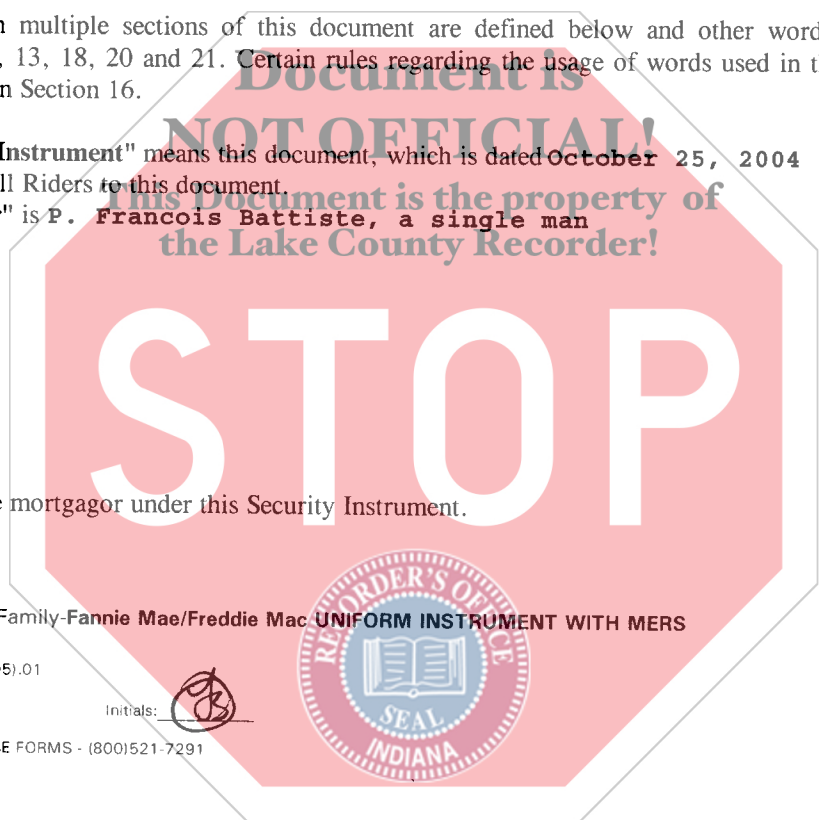 multiple sections of this document are defined below and other word
, 13, 18, 20 and 21. Certain rules regarding the usage of words used in t
n Section 16.
Document is
NOT OFFICIAL!
Instrument" means this document, which is dated October 25, 2004
ll Riders to this document.
This Document is the property of
" is P. Francois Battiste, a single man
the Lake County Recorder!
STOP
mortgagor under this Security Instrument.
RECORDER'S OFFICE
Family-Fannie Mae/Freddie Mac UNIFORM INSTRUMENT WITH MERS
5).01
Initials:
SEAL
INDIANA
E FORMS - (800)521-7291